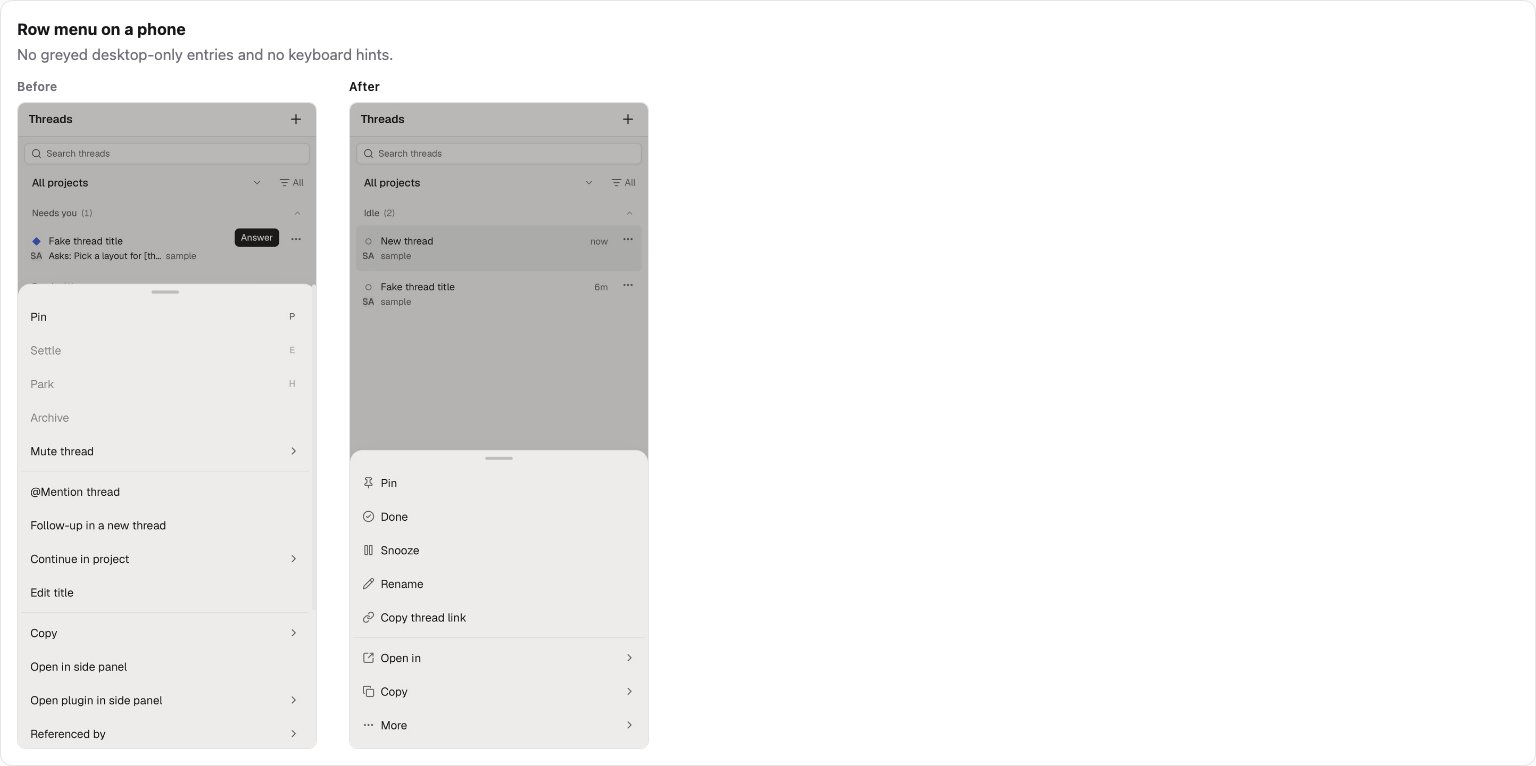 Row menu on a phone
No greyed desktop-only entries and no keyboard hints.
Before
Threads
Search threads
All projects
All
Needs you (1)
Fake thread title
Answer
SA Asks: Pick a layout for [th... sample
Pin P
Settle E
Park H
Archive
Mute thread
@Mention thread
Follow-up in a new thread
Continue in project
Edit title
Copy
Open in side panel
Open plugin in side panel
Referenced by
After
Threads
Search threads
All projects
All
Idle (2)
New thread now
SA sample
Fake thread title 6m
SA sample
Pin
Done
Snooze
Rename
Copy thread link
Open in
Copy
More